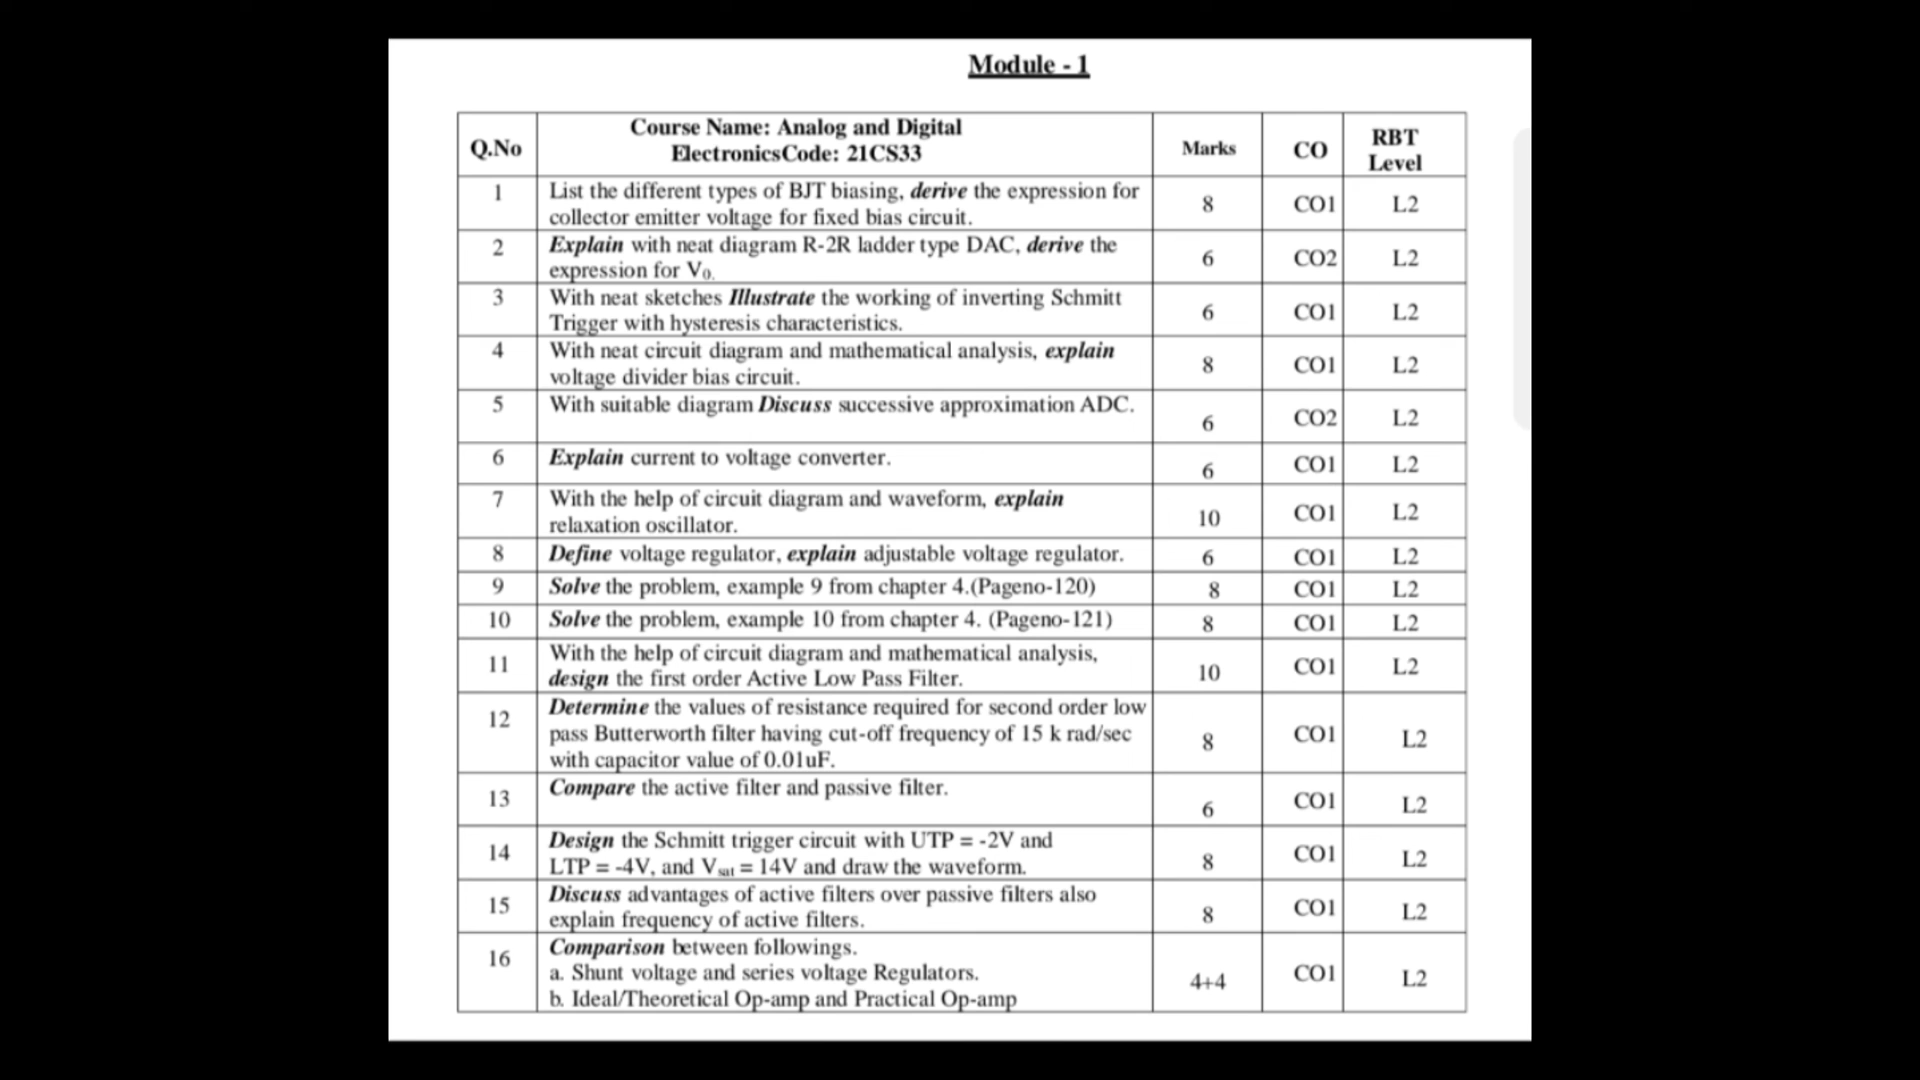 Module - 1
Q.No
Course Name: Analog and Digital
ElectronicsCode: 21CS33
Marks
CO
RBT
Level
1
List the different types of BJT biasing, derive the expression for
collector emitter voltage for fixed bias circuit.
8
CO1
L2
2
Explain with neat diagram R-2R ladder type DAC, derive the
expression for V0.
6
CO2
L2
3
With neat sketches Illustrate the working of inverting Schmitt
Trigger with hysteresis characteristics.
6
CO1
L2
4
With neat circuit diagram and mathematical analysis, explain
voltage divider bias circuit.
8
CO1
L2
5
With suitable diagram Discuss successive approximation ADC.
6
CO2
L2
6
Explain current to voltage converter.
6
CO1
L2
7
With the help of circuit diagram and waveform, explain
relaxation oscillator.
10
CO1
L2
8
Define voltage regulator, explain adjustable voltage regulator.
6
CO1
L2
9
Solve the problem, example 9 from chapter 4.(Pageno-120)
8
CO1
L2
10
Solve the problem, example 10 from chapter 4. (Pageno-121)
8
CO1
L2
11
With the help of circuit diagram and mathematical analysis,
design the first order Active Low Pass Filter.
10
CO1
L2
12
Determine the values of resistance required for second order low
pass Butterworth filter having cut-off frequency of 15 k rad/sec
with capacitor value of 0.01uF.
8
CO1
L2
13
Compare the active filter and passive filter.
6
CO1
L2
14
Design the Schmitt trigger circuit with UTP = -2V and
LTP = -4V, and Vsat = 14V and draw the waveform.
8
CO1
L2
15
Discuss advantages of active filters over passive filters also
explain frequency of active filters.
8
CO1
L2
16
Comparison between followings.
a. Shunt voltage and series voltage Regulators.
b. Ideal/Theoretical Op-amp and Practical Op-amp
4+4
CO1
L2